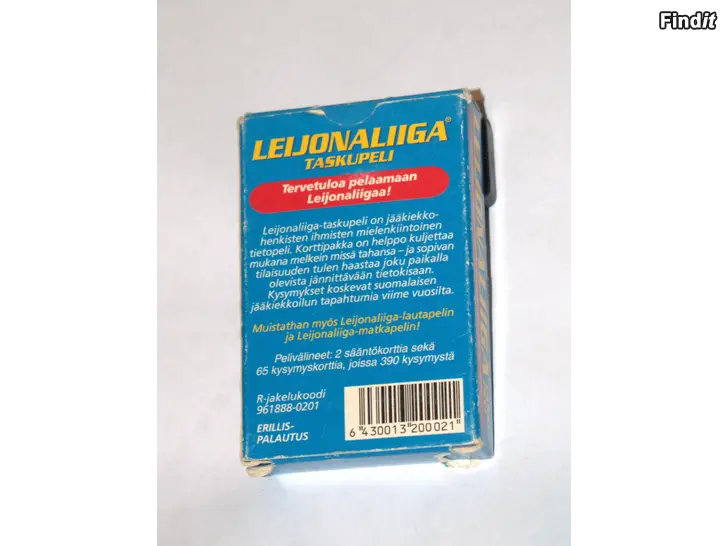 Findit
LEIJONALIIGA®
TASKUPELI
Tervetuloa pelaamaan
Leijonaliigaa!
Leijonaliiga-taskupeli on jääkiekko-
henkisten ihmisten mielenkiintoinen
tietopeli. Korttipakka on helppo kuljettaa
mukana melkein missä tahansa – ja sopivan
tilaisuuden tulen haastaa joku paikalla
olevista jännittävään tietokisaan.
Kysymykset koskevat suomalaisen
jääkiekkoilun tapahtumia viime vuosilta.
Muistathan myös Leijonaliiga-lautapelin
ja Leijonaliiga-matkapelin!
Pelivälineet: 2 sääntökorttia sekä
65 kysymyskorttia, joissa 390 kysymystä
R-jakelukoodi
961888-0201
ERILLIS-
PALAUTUS
6 430013 200021